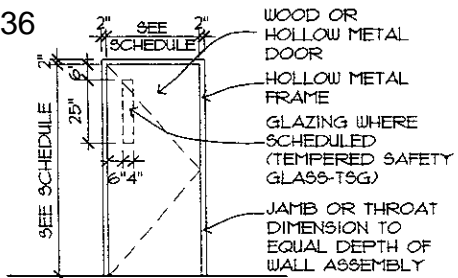 36
2" SEE SCHEDULE 2"
WOOD OR
HOLLOW METAL
DOOR
HOLLOW METAL
FRAME
GLAZING WHERE
SCHEDULED
(TEMPERED SAFETY
GLASS-TSG)
JAMB OR THROAT
DIMENSION TO
EQUAL DEPTH OF
WALL ASSEMBLY
2"
6"
25"
SEE SCHEDULE
6" 4"